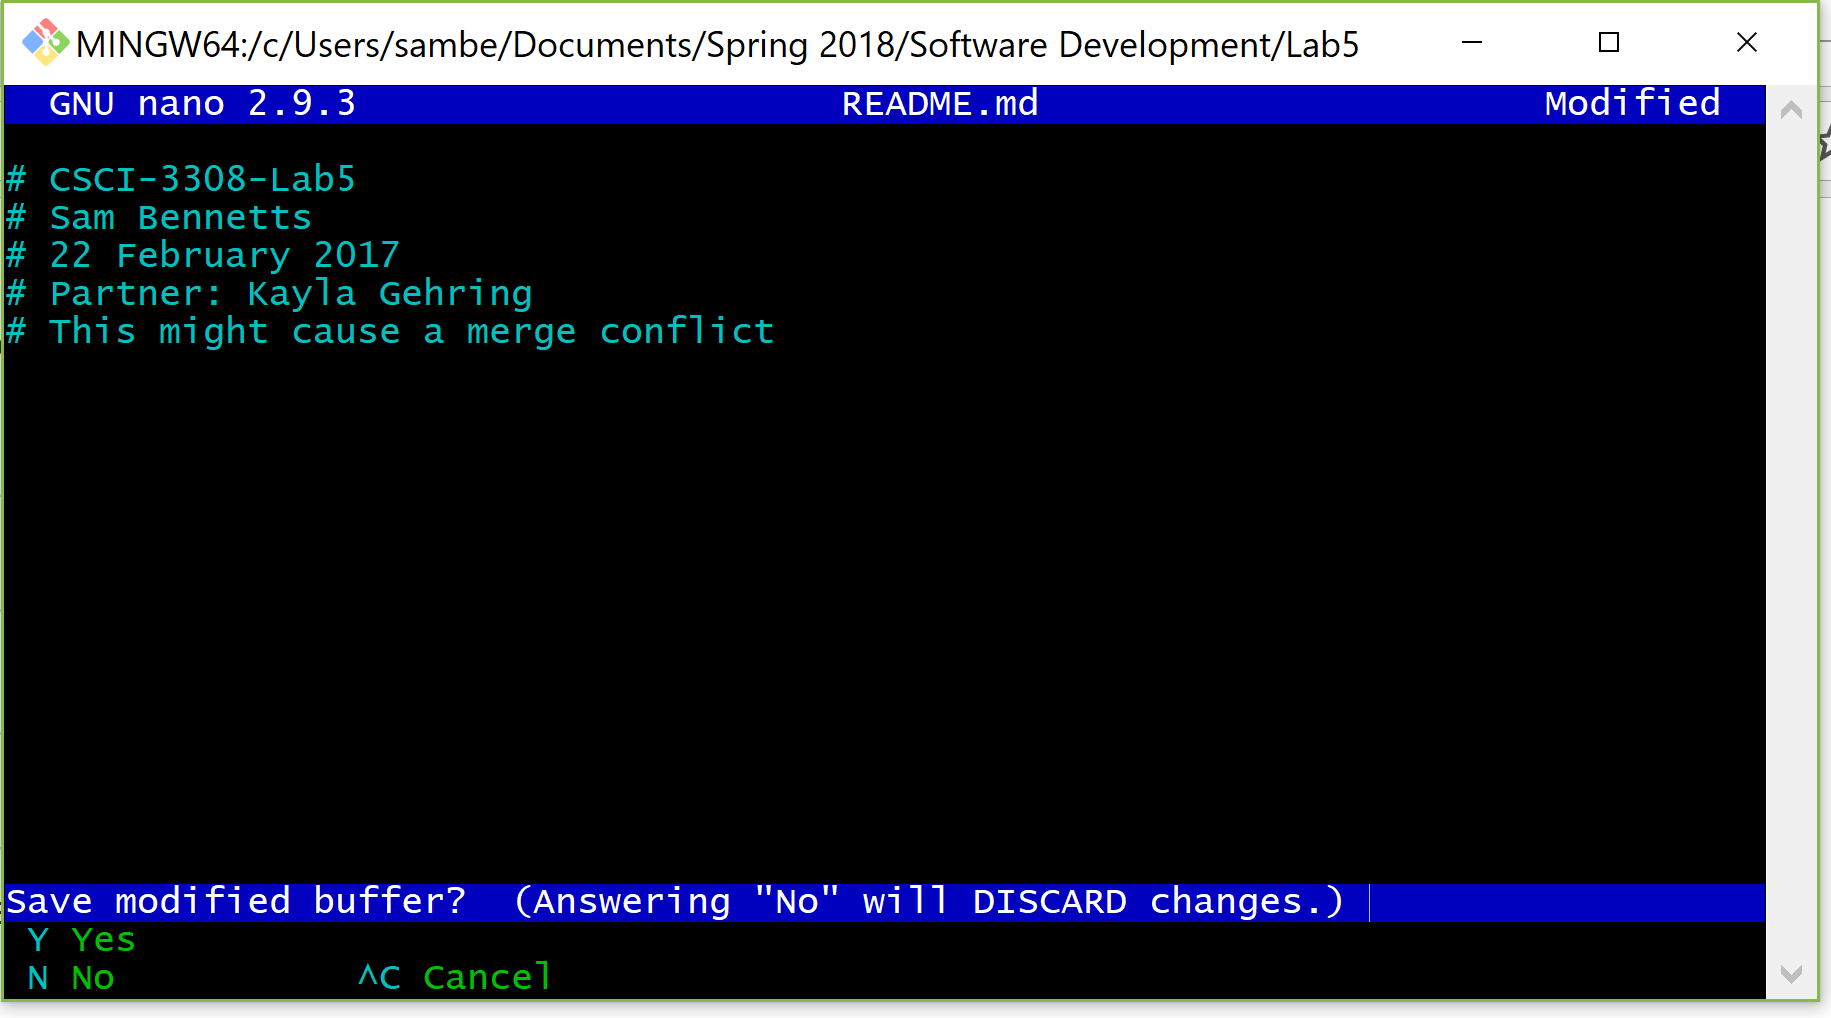 MINGW64:/c/Users/sambe/Documents/Spring 2018/Software Development/Lab5
GNU nano 2.9.3 README.md Modified
# CSCI-3308-Lab5
# Sam Bennetts
# 22 February 2017
# Partner: Kayla Gehring
# This might cause a merge conflict
Save modified buffer? (Answering "No" will DISCARD changes.)
Y Yes
N No ^C Cancel